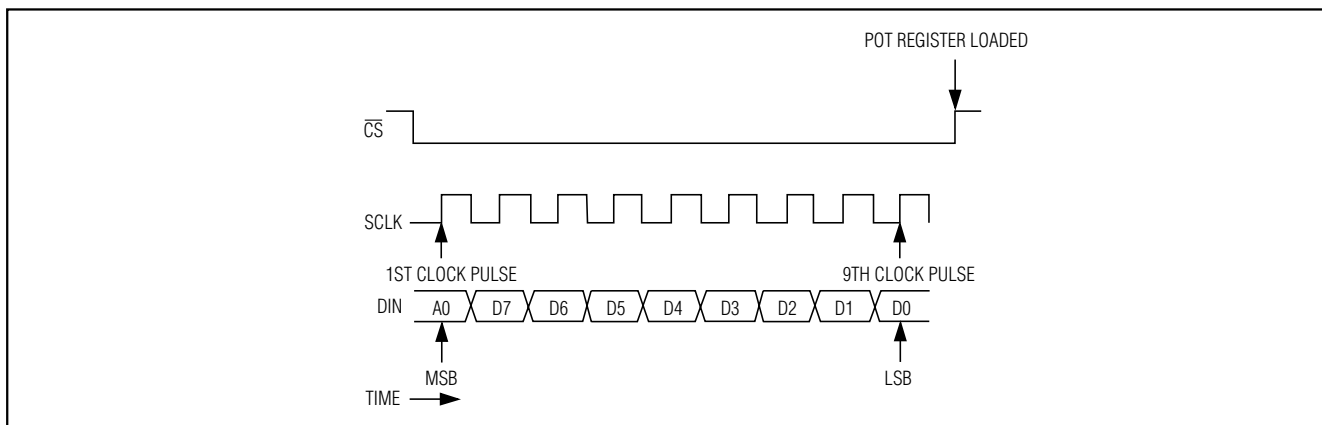 POT REGISTER LOADED
CS
SCLK
1ST CLOCK PULSE
9TH CLOCK PULSE
DIN
A0
D7
D6
D5
D4
D3
D2
D1
D0
MSB
LSB
TIME